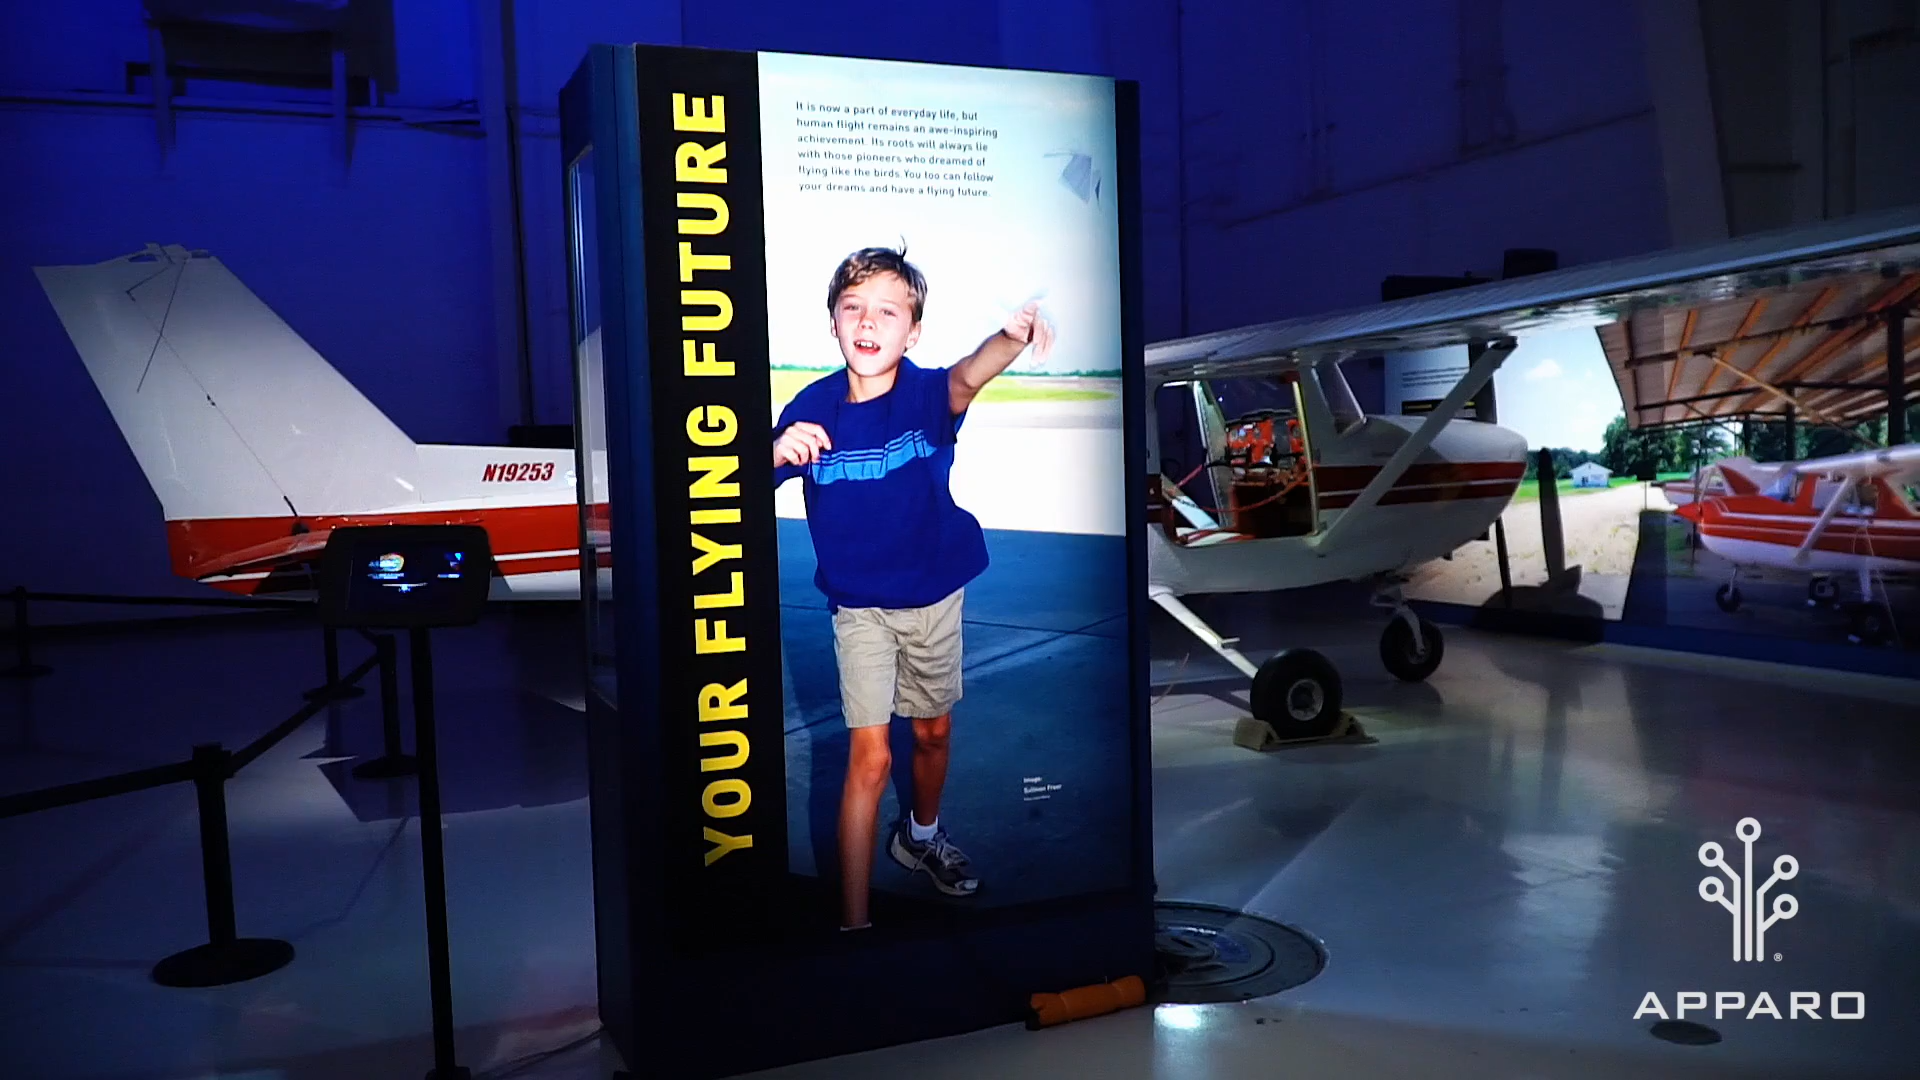 YOUR FLYING FUTURE
It is now a part of everyday life, but
human flight remains an awe-inspiring
achievement. Its roots will always lie
with those pioneers who dreamed of
flying like the birds. You too can follow
your dreams and have a flying future.
N19253
Image:
APPARO
®